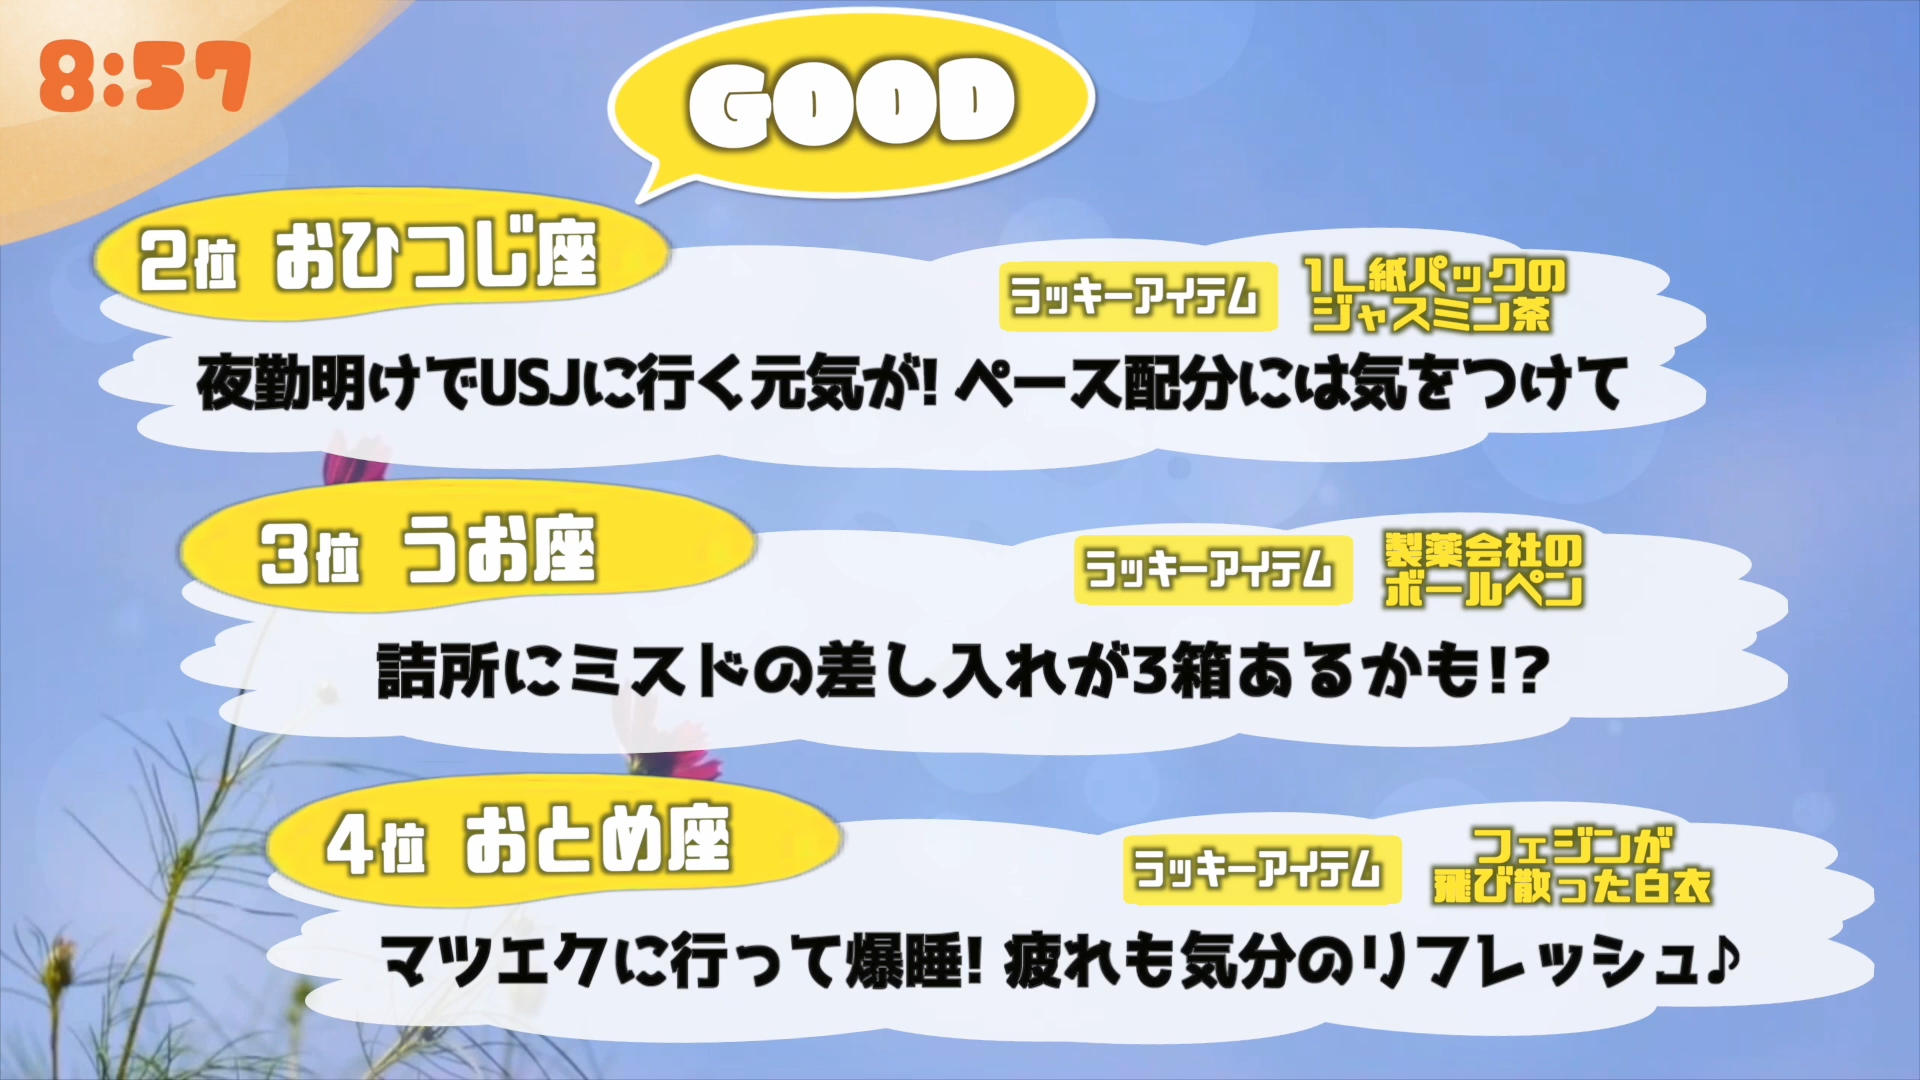 8:57
GOOD
2位 おひつじ座
ラッキーアイテム
1L紙パックの
ジャスミン茶
夜勤明けでUSJに行く元気が! ペース配分には気をつけて
3位 うお座
ラッキーアイテム
製薬会社の
ボールペン
詰所にミスドの差し入れが3箱あるかも!?
4位 おとめ座
ラッキーアイテム
フェジンが
飛び散った白衣
マツエクに行って爆睡! 疲れも気分のリフレッシュ♪